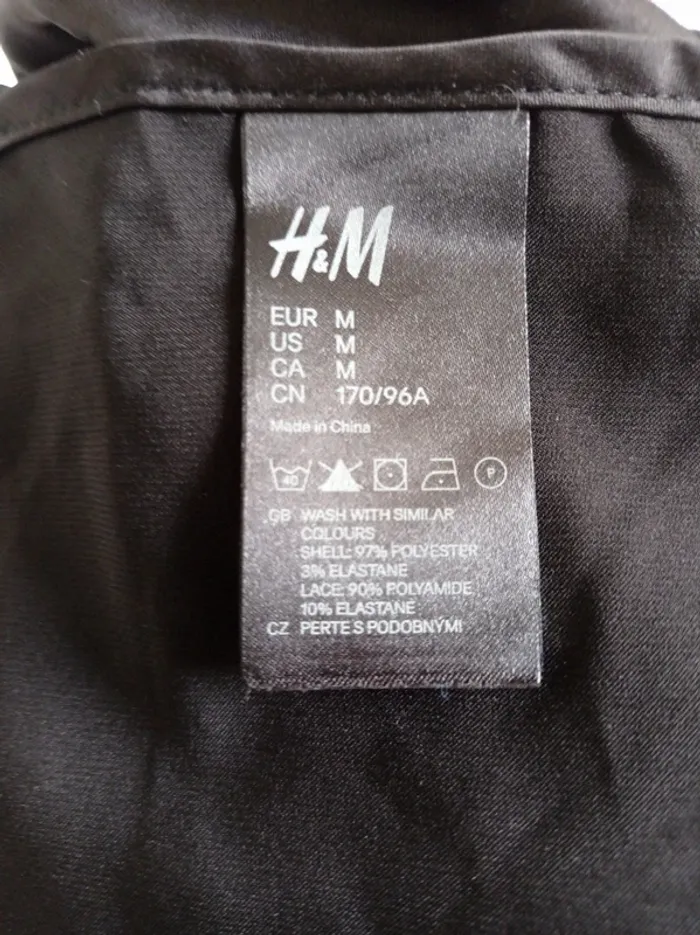 H&M
EUR M
US M
CA M
CN 170/96A
Made in China
40 P
GB WASH WITH SIMILAR
COLOURS
SHELL: 97% POLYESTER
3% ELASTANE
LACE: 90% POLYAMIDE
10% ELASTANE
CZ PERTE S PODOBNÝMI